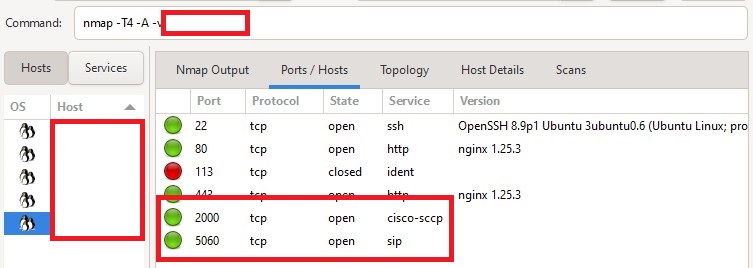 Command: nmap -T4 -A -v
Hosts Services
OS Host
Nmap Output Ports / Hosts Topology Host Details Scans
Port Protocol State Service Version
22 tcp open ssh OpenSSH 8.9p1 Ubuntu 3ubuntu0.6 (Ubuntu Linux; pro
80 tcp open http nginx 1.25.3
113 tcp closed ident
443 tcp open http nginx 1.25.3
2000 tcp open cisco-sccp
5060 tcp open sip